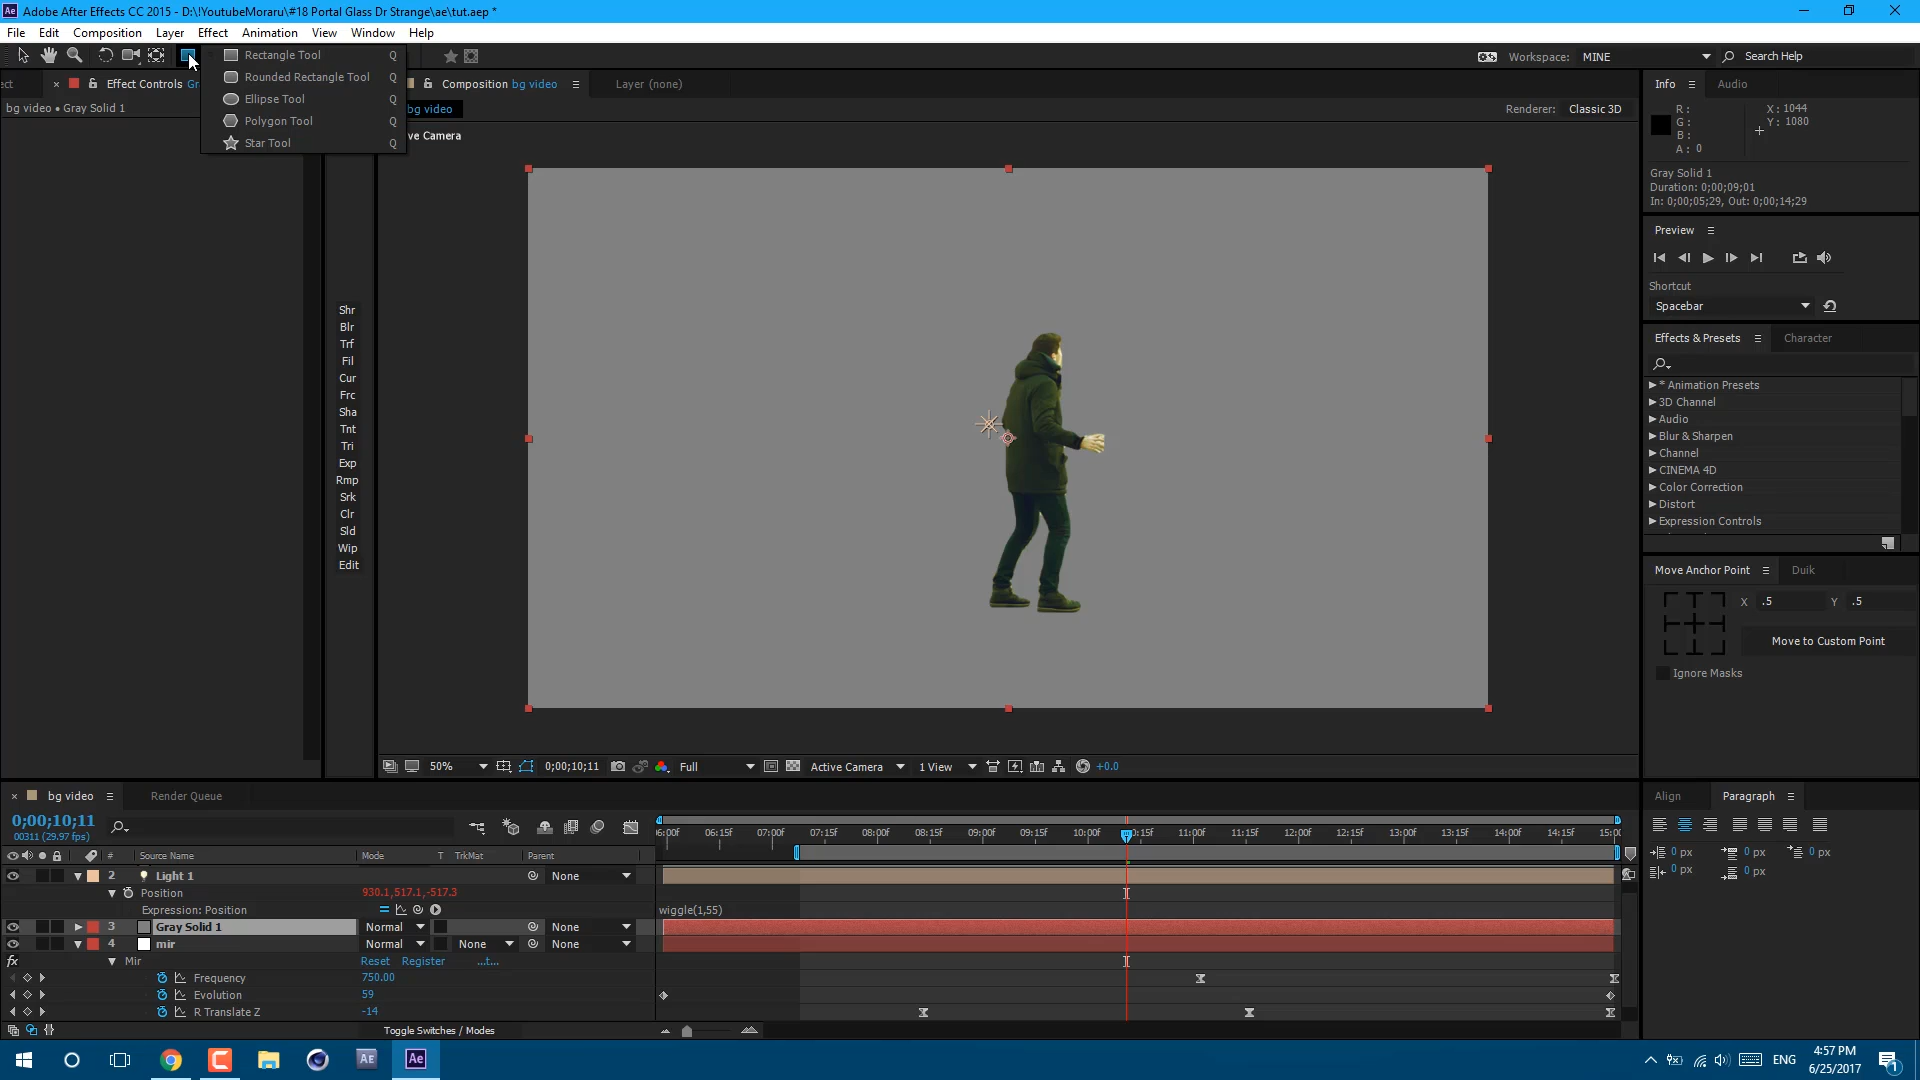 Adobe After Effects CC 2015 - D:\!YoutubeMoraru\#18 Portal Glass Dr Strange\ae\tut.aep *
File Edit Composition Layer Effect Animation View Window Help
Rectangle Tool Q
Rounded Rectangle Tool Q
Ellipse Tool Q
Polygon Tool Q
Star Tool Q
Workspace: MINE
Search Help
Effect Controls
bg video • Gray Solid 1
Composition bg video
Layer (none)
bg video
Renderer: Classic 3D
ve Camera
Info Audio
R :
G :
B :
A : 0
X : 1044
Y : 1080
Gray Solid 1
Duration: 0;00;09;01
In: 0;00;05;29, Out: 0;00;14;29
Preview
Shortcut
Spacebar
Effects & Presets Character
* Animation Presets
3D Channel
Audio
Blur & Sharpen
Channel
CINEMA 4D
Color Correction
Distort
Expression Controls
Shr
Blr
Trf
Fil
Cur
Frc
Sha
Tnt
Tri
Exp
Rmp
Srk
Clr
Sld
Wip
Edit
Move Anchor Point Duik
X .5 Y .5
Move to Custom Point
Ignore Masks
50% 0;00;10;11 Full Active Camera 1 View +0.0
bg video Render Queue
0;00;10;11
00311 (29.97 fps)
06:00f 06:15f 07:00f 07:15f 08:00f 08:15f 09:00f 09:15f 10:00f 0:15f 11:00f 11:15f 12:00f 12:15f 13:00f 13:15f 14:00f 14:15f 15:00
# Source Name Mode T TrkMat Parent
2 Light 1 None
Position 930.1,517.1,-517.3
Expression: Position wiggle(1,55)
3 Gray Solid 1 Normal None
4 mir Normal None None
fx Mir Reset Register ...t...
Frequency 750.00
Evolution 59
R Translate Z -14
Toggle Switches / Modes
Align Paragraph
0 px 0 px 0 px
0 px 0 px
ENG
4:57 PM
6/25/2017
1